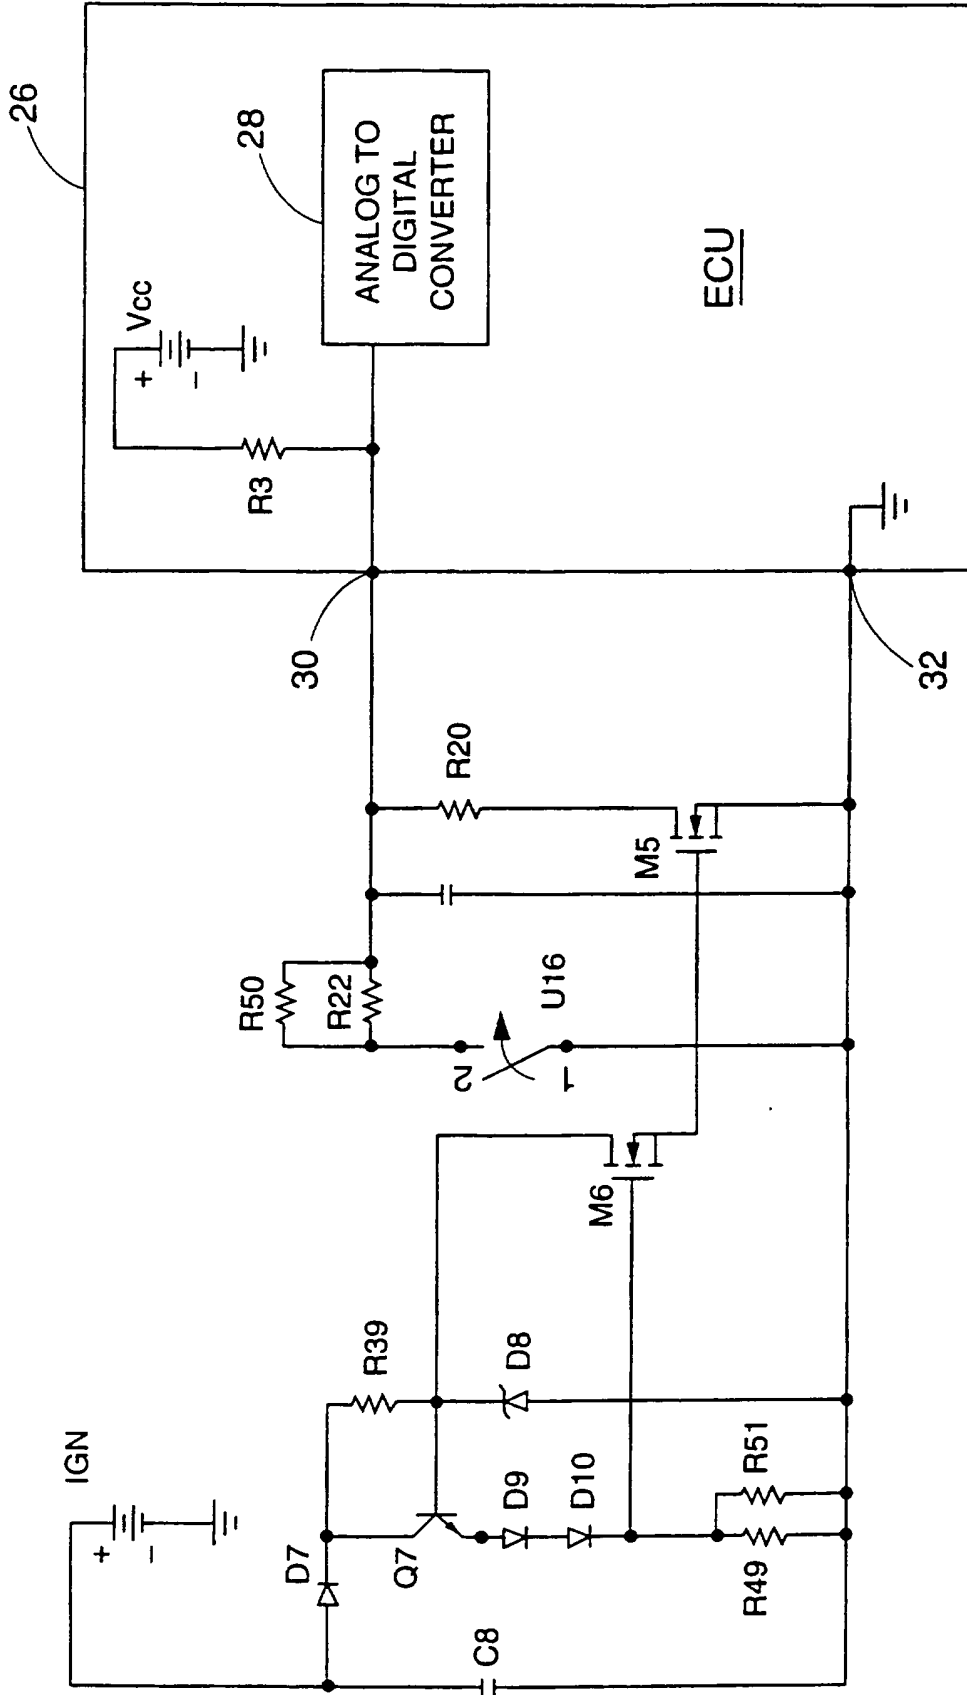 26
Vcc
+
−
28
ANALOG TO
DIGITAL
CONVERTER
R3
30
ECU
32
R20
M5
R50
R22
U16
2
1
M6
IGN
+
−
D7
R39
Q7
D8
D9
D10
R51
R49
C8